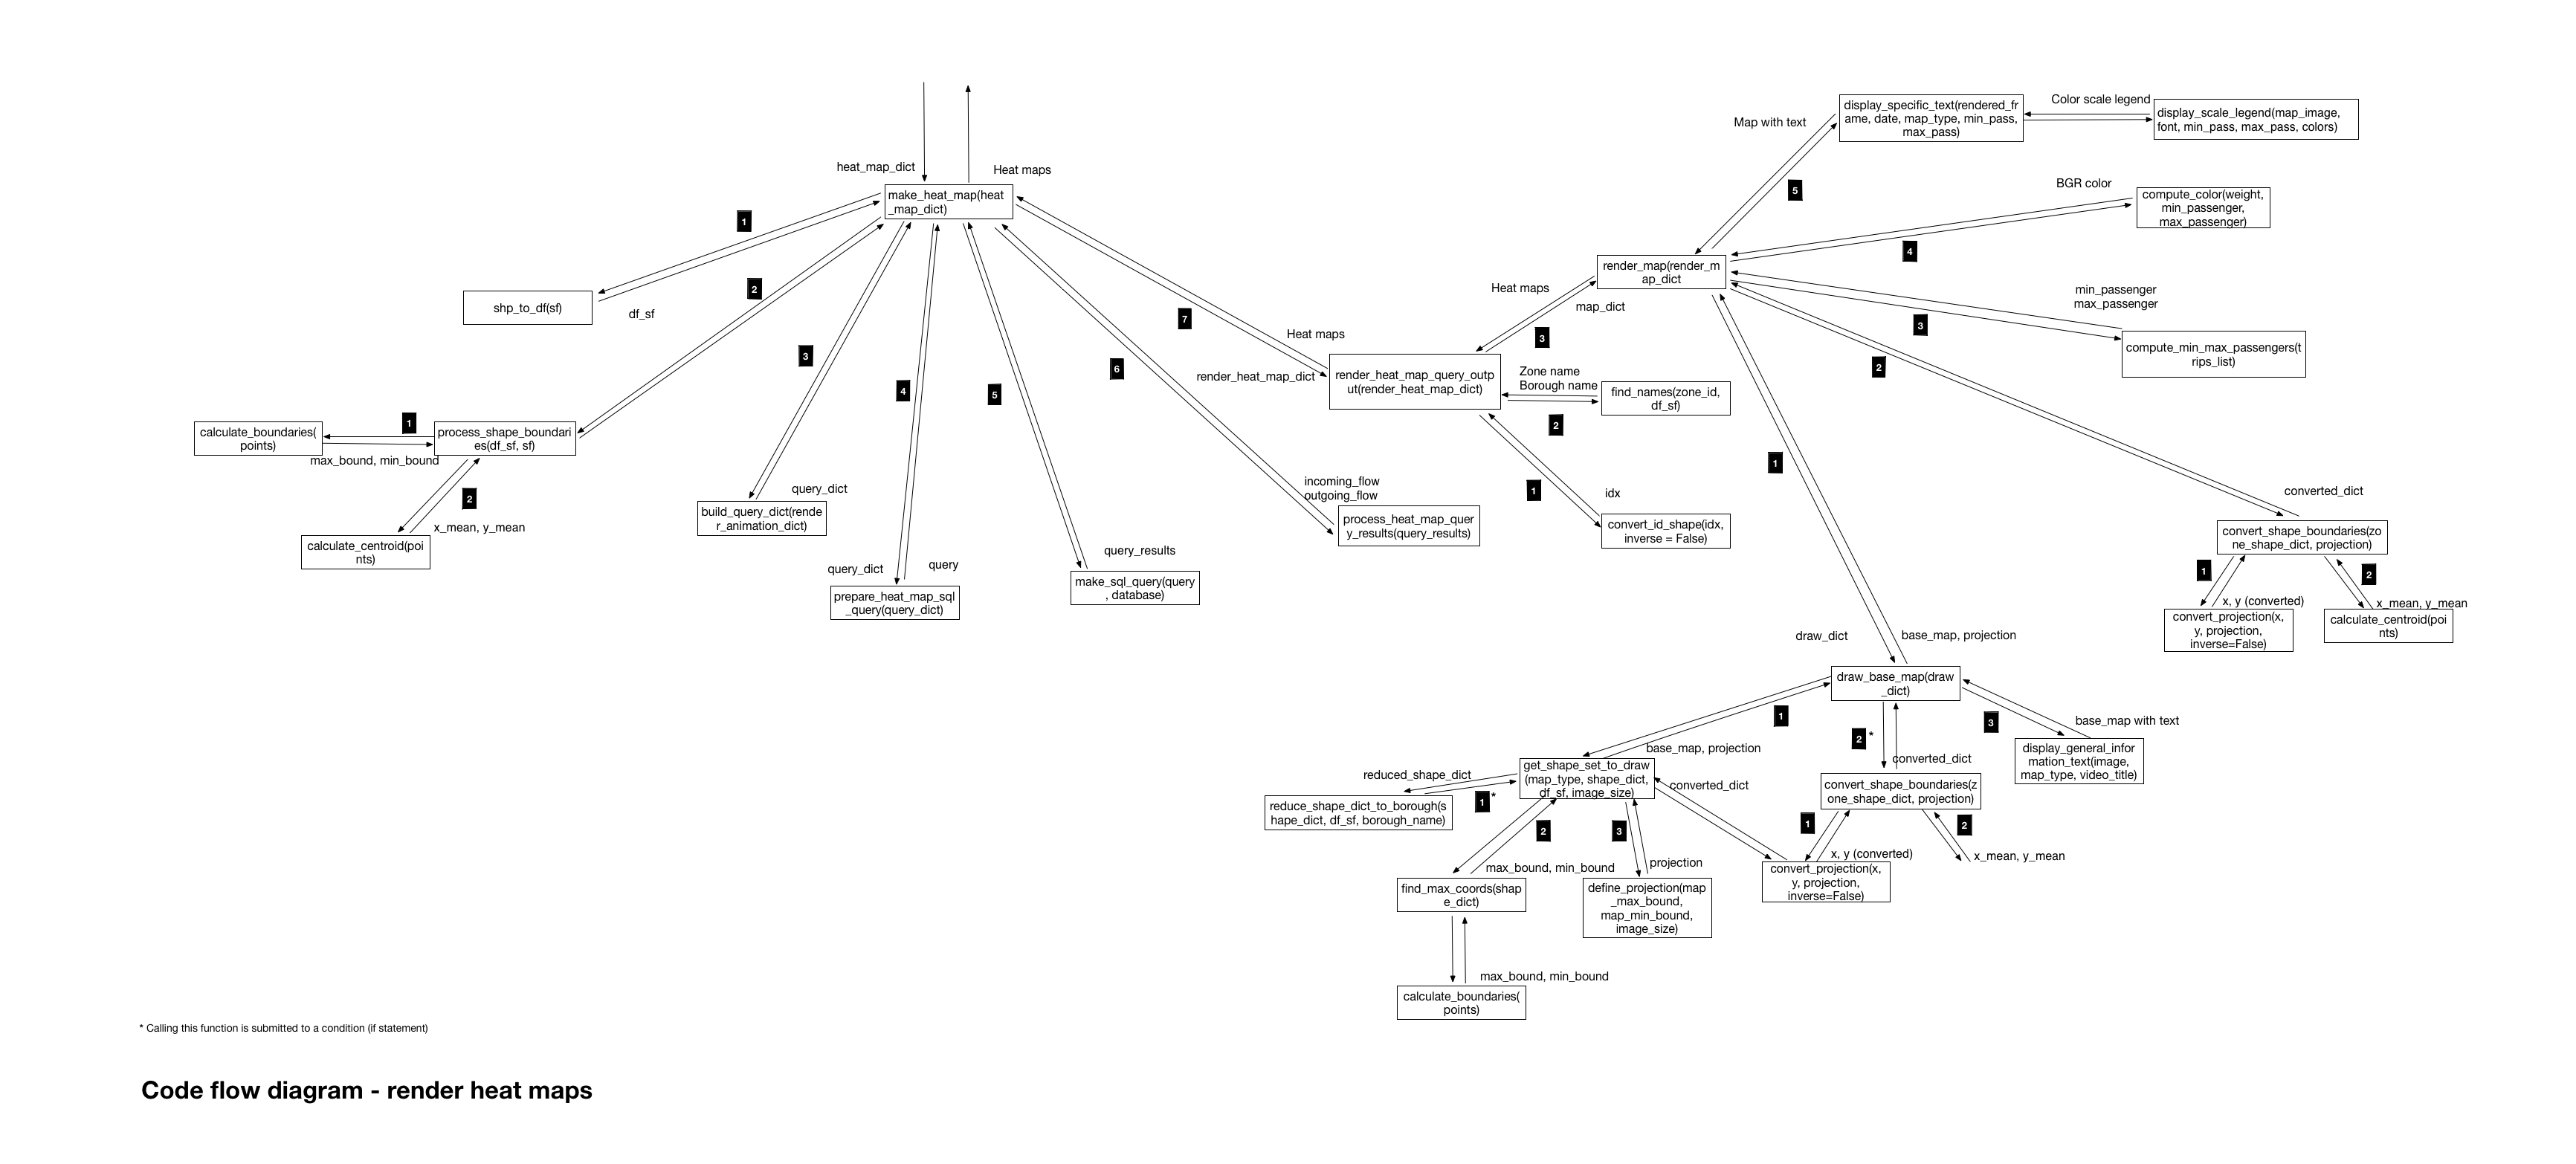 display_specific_text(rendered_fr
ame, date, map_type, min_pass,
max_pass)
Color scale legend
display_scale_legend(map_image,
font, min_pass, max_pass, colors)
Map with text
5
heat_map_dict
Heat maps
make_heat_map(heat
_map_dict)
BGR color
compute_color(weight,
min_passenger,
max_passenger)
4
1
render_map(render_m
ap_dict
2
shp_to_df(sf)
df_sf
Heat maps
map_dict
min_passenger
max_passenger
3
compute_min_max_passengers(t
rips_list)
2
7
3
Heat maps
3
render_heat_map_dict
render_heat_map_query_outp
ut(render_heat_map_dict)
Zone name
Borough name
find_names(zone_id,
df_sf)
2
6
4
5
1
calculate_boundaries(
points)
process_shape_boundari
es(df_sf, sf)
max_bound, min_bound
2
x_mean, y_mean
calculate_centroid(poi
nts)
query_dict
build_query_dict(rende
r_animation_dict)
query_dict
query
prepare_heat_map_sql
_query(query_dict)
query_results
make_sql_query(query
, database)
incoming_flow
outgoing_flow
process_heat_map_quer
y_results(query_results)
1
idx
convert_id_shape(idx,
inverse = False)
1
converted_dict
convert_shape_boundaries(zo
ne_shape_dict, projection)
1
2
x, y (converted)
x_mean, y_mean
convert_projection(x,
y, projection,
inverse=False)
calculate_centroid(poi
nts)
draw_dict
base_map, projection
draw_base_map(draw
_dict)
1
2 *
3
base_map with text
display_general_infor
mation_text(image,
map_type, video_title)
base_map, projection
converted_dict
get_shape_set_to_draw
(map_type, shape_dict,
df_sf, image_size)
reduced_shape_dict
1 *
reduce_shape_dict_to_borough(s
hape_dict, df_sf, borough_name)
converted_dict
convert_shape_boundaries(z
one_shape_dict, projection)
2
3
1
2
x, y (converted)
x_mean, y_mean
max_bound, min_bound
projection
convert_projection(x,
y, projection,
inverse=False)
find_max_coords(shap
e_dict)
define_projection(map
_max_bound,
map_min_bound,
image_size)
max_bound, min_bound
calculate_boundaries(
points)
* Calling this function is submitted to a condition (if statement)
Code flow diagram - render heat maps